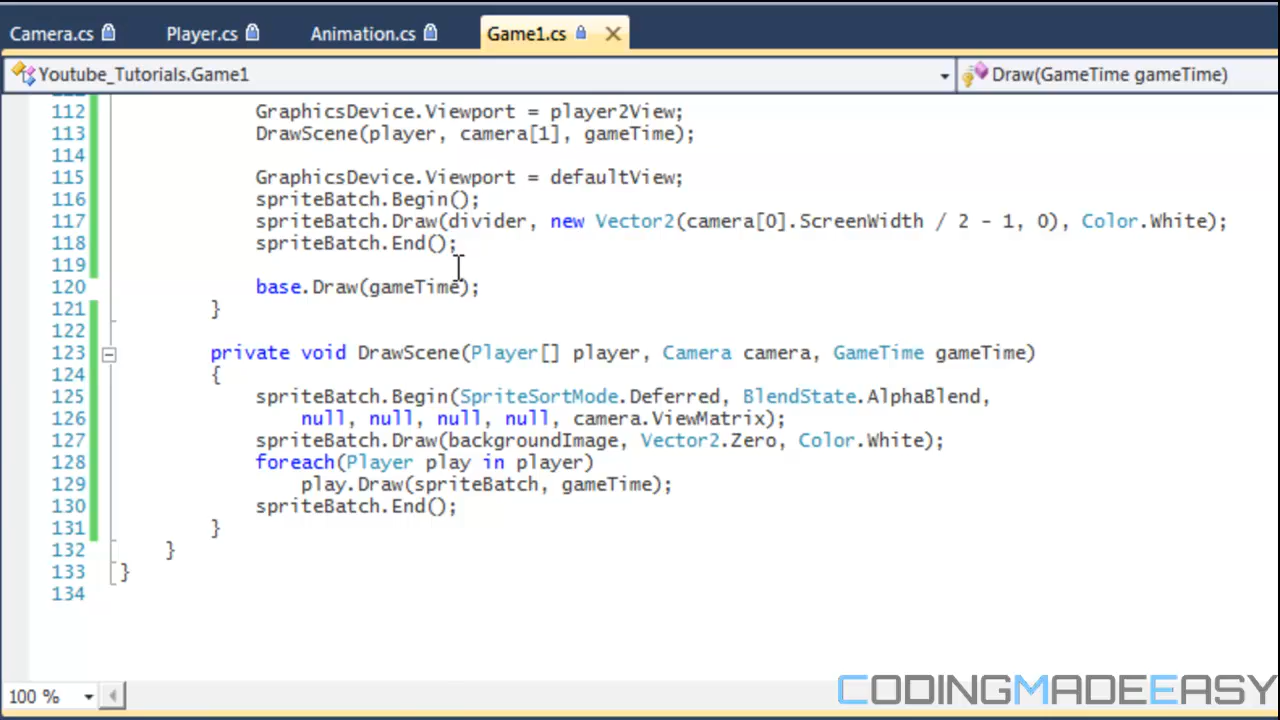 Camera.cs Player.cs Animation.cs Game1.cs
Youtube_Tutorials.Game1 Draw(GameTime gameTime)
112 GraphicsDevice.Viewport = player2View;
113 DrawScene(player, camera[1], gameTime);
114
115 GraphicsDevice.Viewport = defaultView;
116 spriteBatch.Begin();
117 spriteBatch.Draw(divider, new Vector2(camera[0].ScreenWidth / 2 - 1, 0), Color.White);
118 spriteBatch.End();
119
120 base.Draw(gameTime);
121 }
122
123 private void DrawScene(Player[] player, Camera camera, GameTime gameTime)
124 {
125 spriteBatch.Begin(SpriteSortMode.Deferred, BlendState.AlphaBlend,
126 null, null, null, null, camera.ViewMatrix);
127 spriteBatch.Draw(backgroundImage, Vector2.Zero, Color.White);
128 foreach(Player play in player)
129 play.Draw(spriteBatch, gameTime);
130 spriteBatch.End();
131 }
132 }
133 }
134
100 %
CODINGMADEEASY